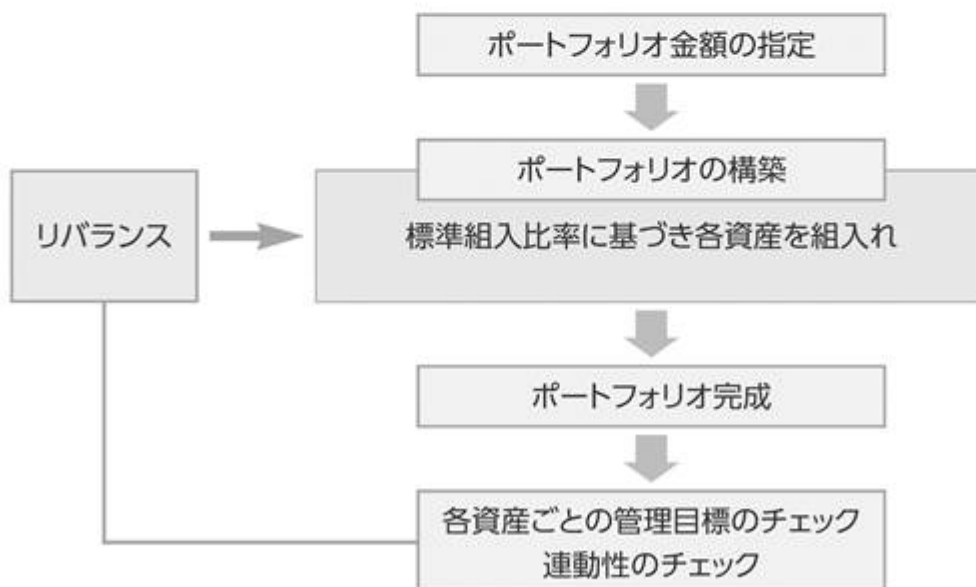 ポートフォリオ金額の指定
ポートフォリオの構築
リバランス
標準組入比率に基づき各資産を組入れ
ポートフォリオ完成
各資産ごとの管理目標のチェック
連動性のチェック